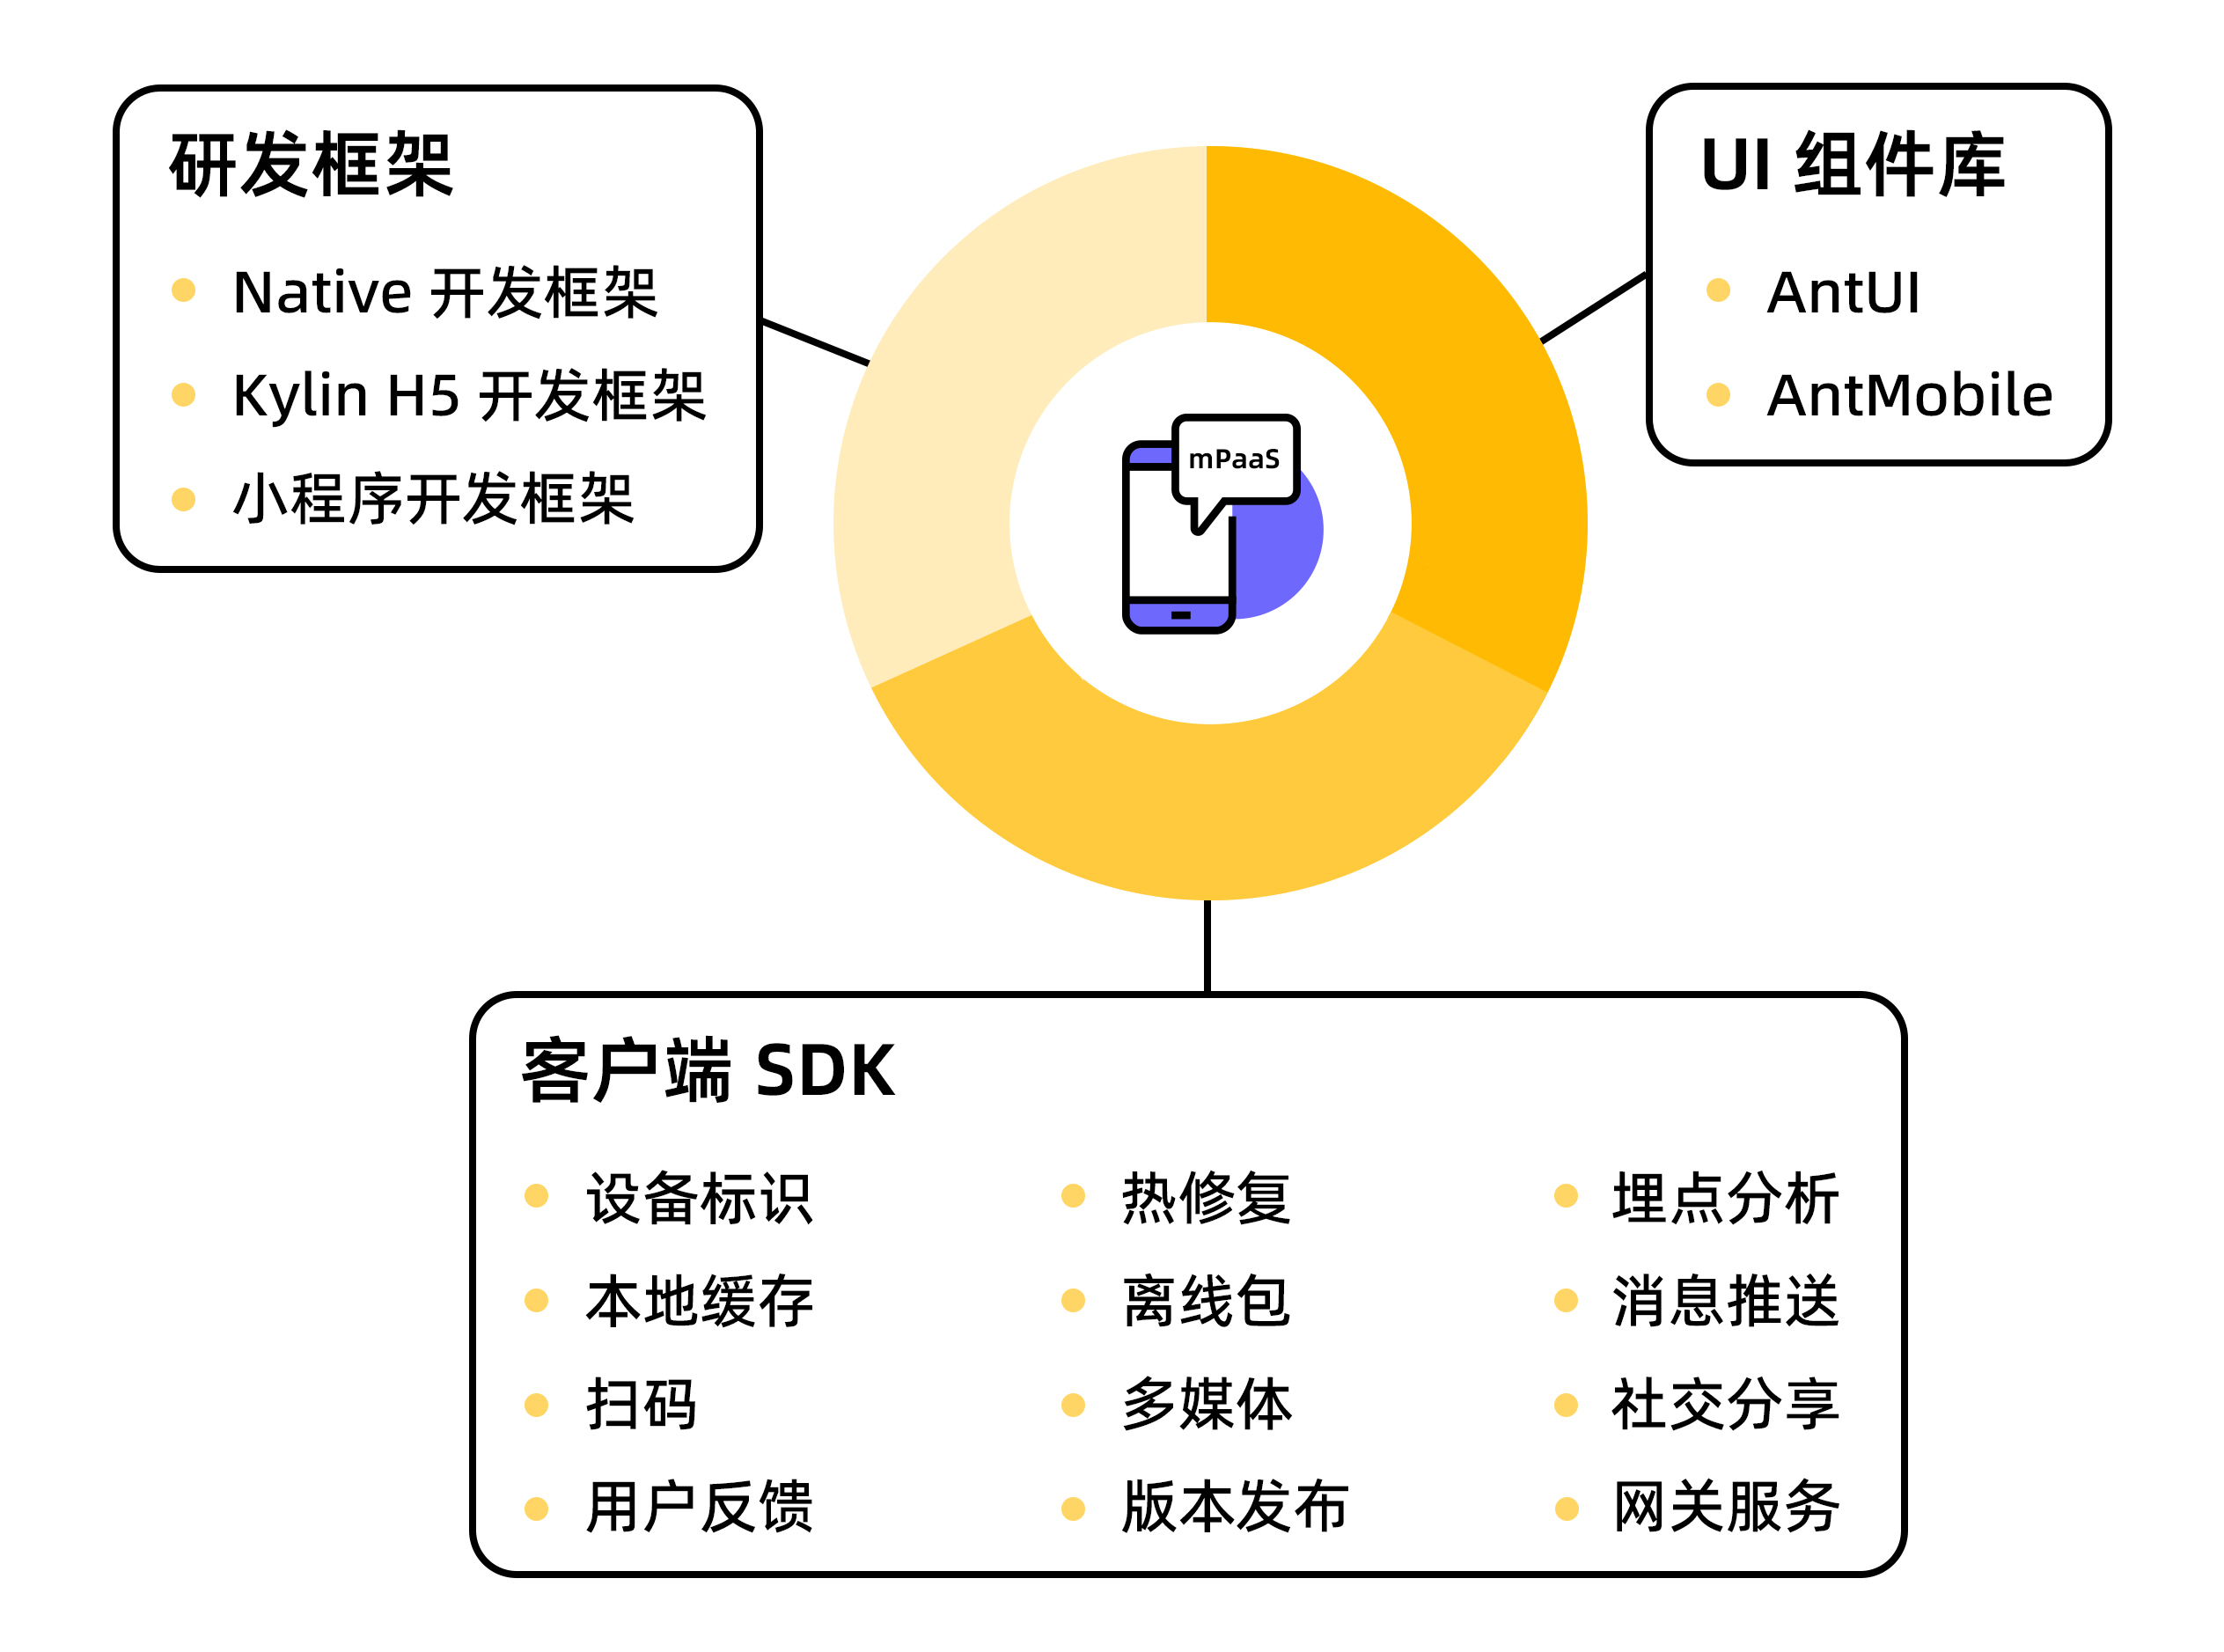 研发框架
Native 开发框架
Kylin H5 开发框架
小程序开发框架
UI 组件库
AntUI
AntMobile
mPaaS
客户端 SDK
设备标识
热修复
埋点分析
本地缓存
离线包
消息推送
扫码
多媒体
社交分享
用户反馈
版本发布
网关服务